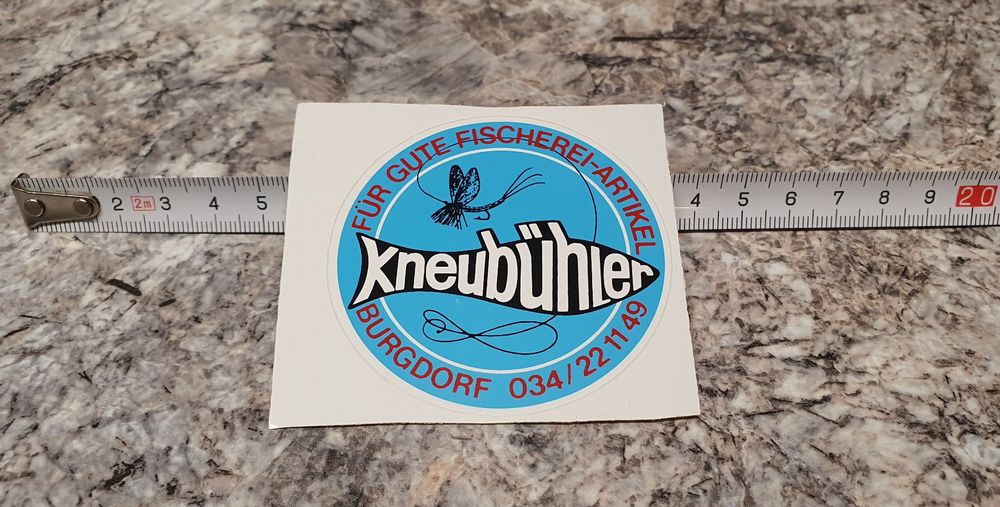 FÜR GUTE FISCHEREI-ARTIKEL
Kneubühler
BURGDORF 034/22 11 49
2 2m 3 4 5
4 5 6 7 8 9 20